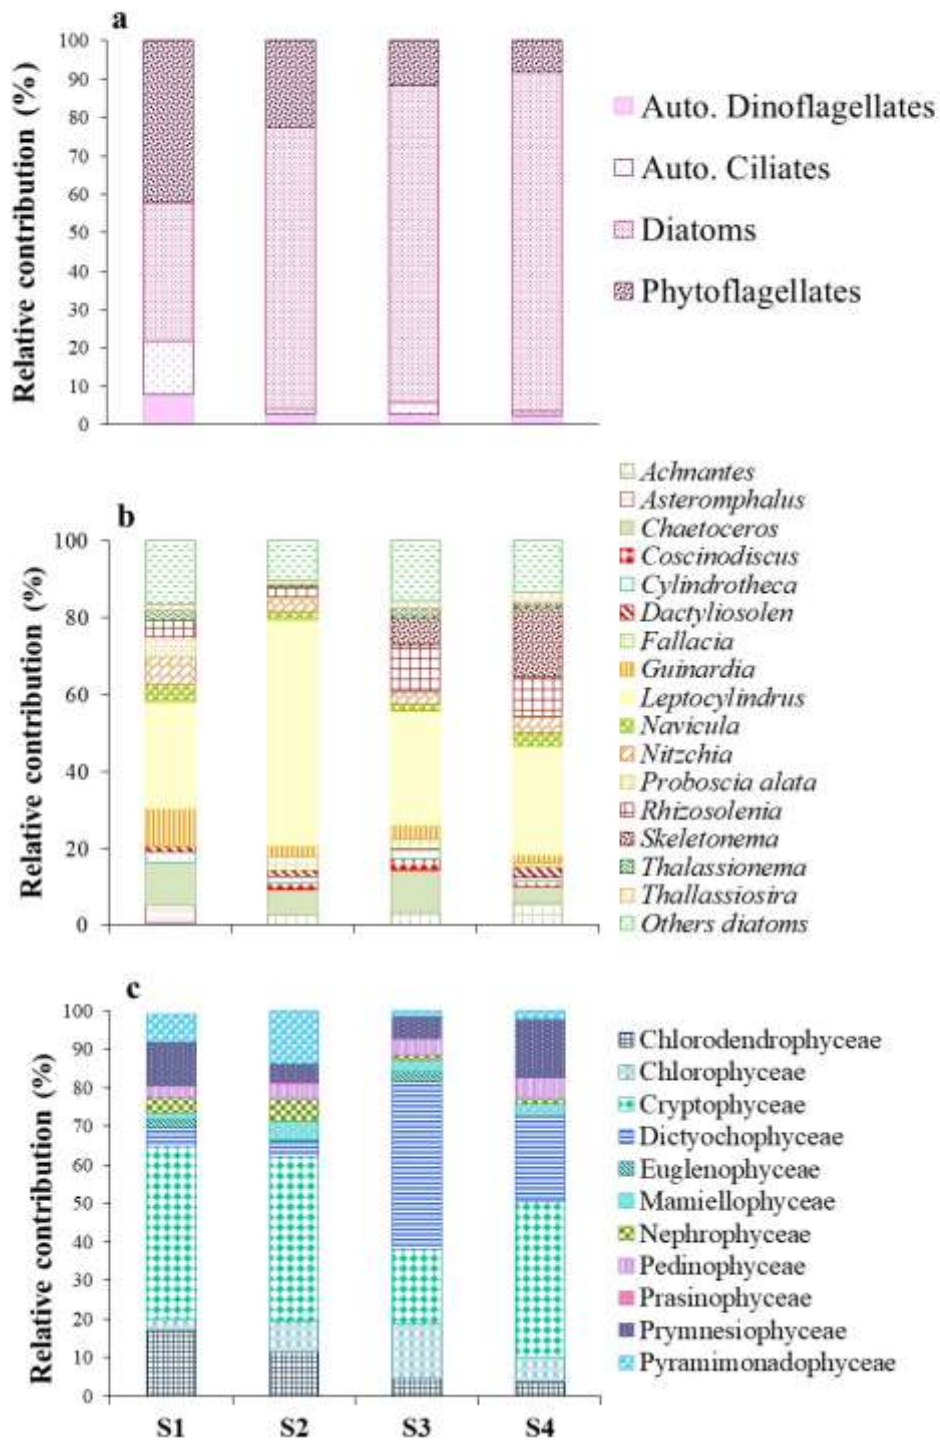 a
Relative contribution (%)
100
90
80
70
60
50
40
30
20
10
0
Auto. Dinoflagellates
Auto. Ciliates
Diatoms
Phytoflagellates
b
Relative contribution (%)
100
80
60
40
20
0
Achnantes
Asteromphalus
Chaetoceros
Coscinodiscus
Cylindrotheca
Dactyliosolen
Fallacia
Guinardia
Leptocylindrus
Navicula
Nitzchia
Proboscia alata
Rhizosolenia
Skeletonema
Thalassionema
Thallassiosira
Others diatoms
c
Relative contribution (%)
100
90
80
70
60
50
40
30
20
10
0
S1 S2 S3 S4
Chlorodendrophyceae
Chlorophyceae
Cryptophyceae
Dictyochophyceae
Euglenophyceae
Mamiellophyceae
Nephrophyceae
Pedinophyceae
Prasinophyceae
Prymnesiophyceae
Pyramimonadophyceae